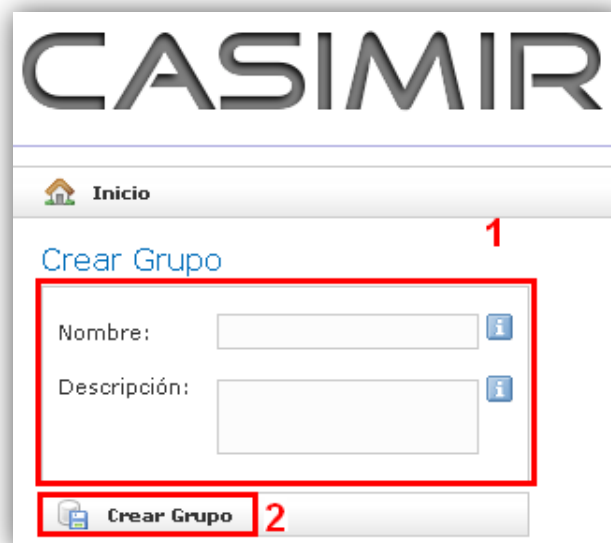 CASIMIR
Inicio
1
Crear Grupo
Nombre:
i
Descripción:
i
Crear Grupo 2